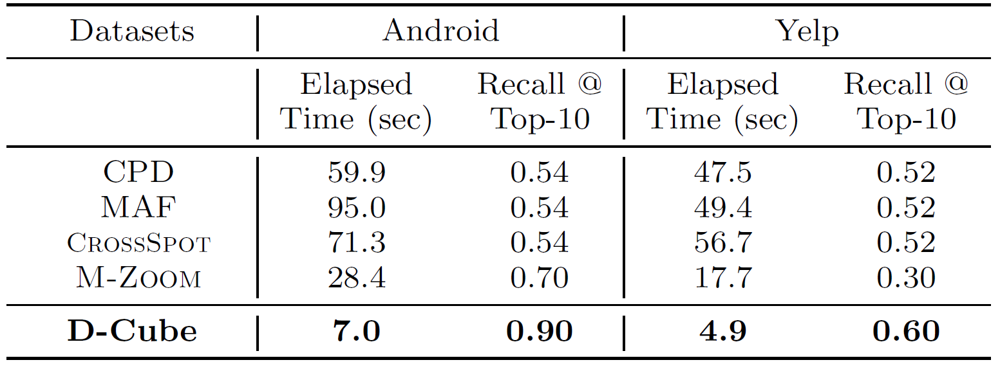 Datasets Android Yelp
Elapsed Recall @ Elapsed Recall @
Time (sec) Top-10 Time (sec) Top-10
CPD 59.9 0.54 47.5 0.52
MAF 95.0 0.54 49.4 0.52
CROSSSPOT 71.3 0.54 56.7 0.52
M-ZOOM 28.4 0.70 17.7 0.30
D-Cube 7.0 0.90 4.9 0.60